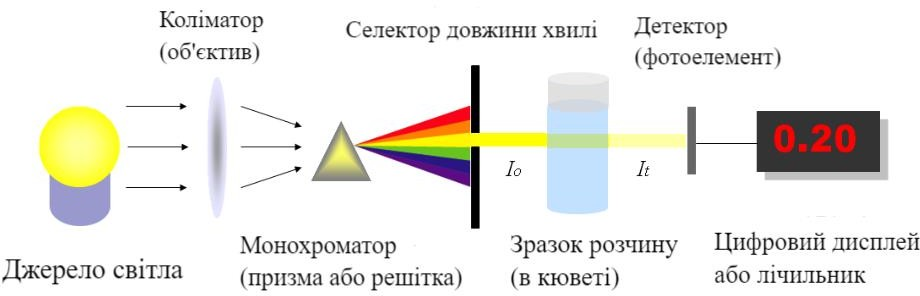 Коліматор
(об'єктив)
Селектор довжини хвилі
Детектор
(фотоелемент)
0.20
Io
It
Джерело світла
Монохроматор
(призма або решітка)
Зразок розчину
(в кюветі)
Цифровий дисплей
або лічильник